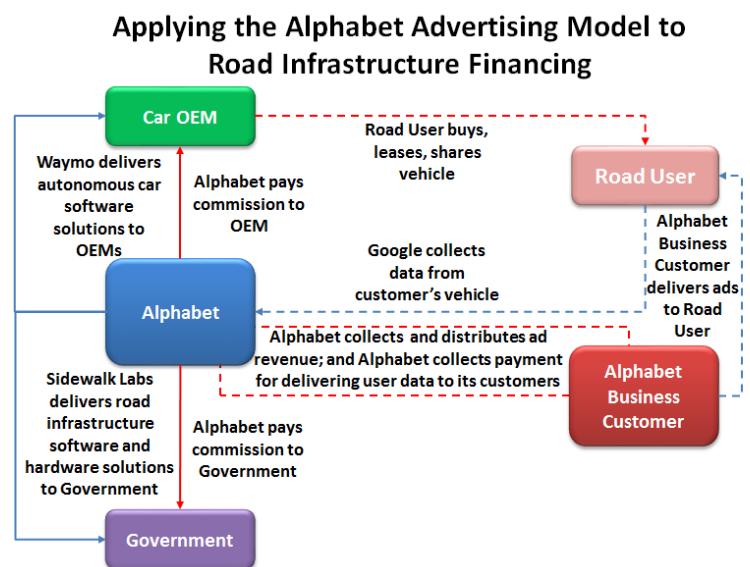 Applying the Alphabet Advertising Model to
Road Infrastructure Financing
Car OEM
Road User buys,
leases, shares
vehicle
Road User
Waymo delivers
autonomous car
software
solutions to
OEMs
Alphabet pays
commission to
OEM
Alphabet
Business
Customer
delivers ads
to Road
User
Google collects
data from
customer's vehicle
Alphabet
Alphabet collects and distributes ad
revenue; and Alphabet collects payment
for delivering user data to its customers
Alphabet
Business
Customer
Sidewalk Labs
delivers road
infrastructure
software and
hardware solutions
to Government
Alphabet pays
commission to
Government
Government